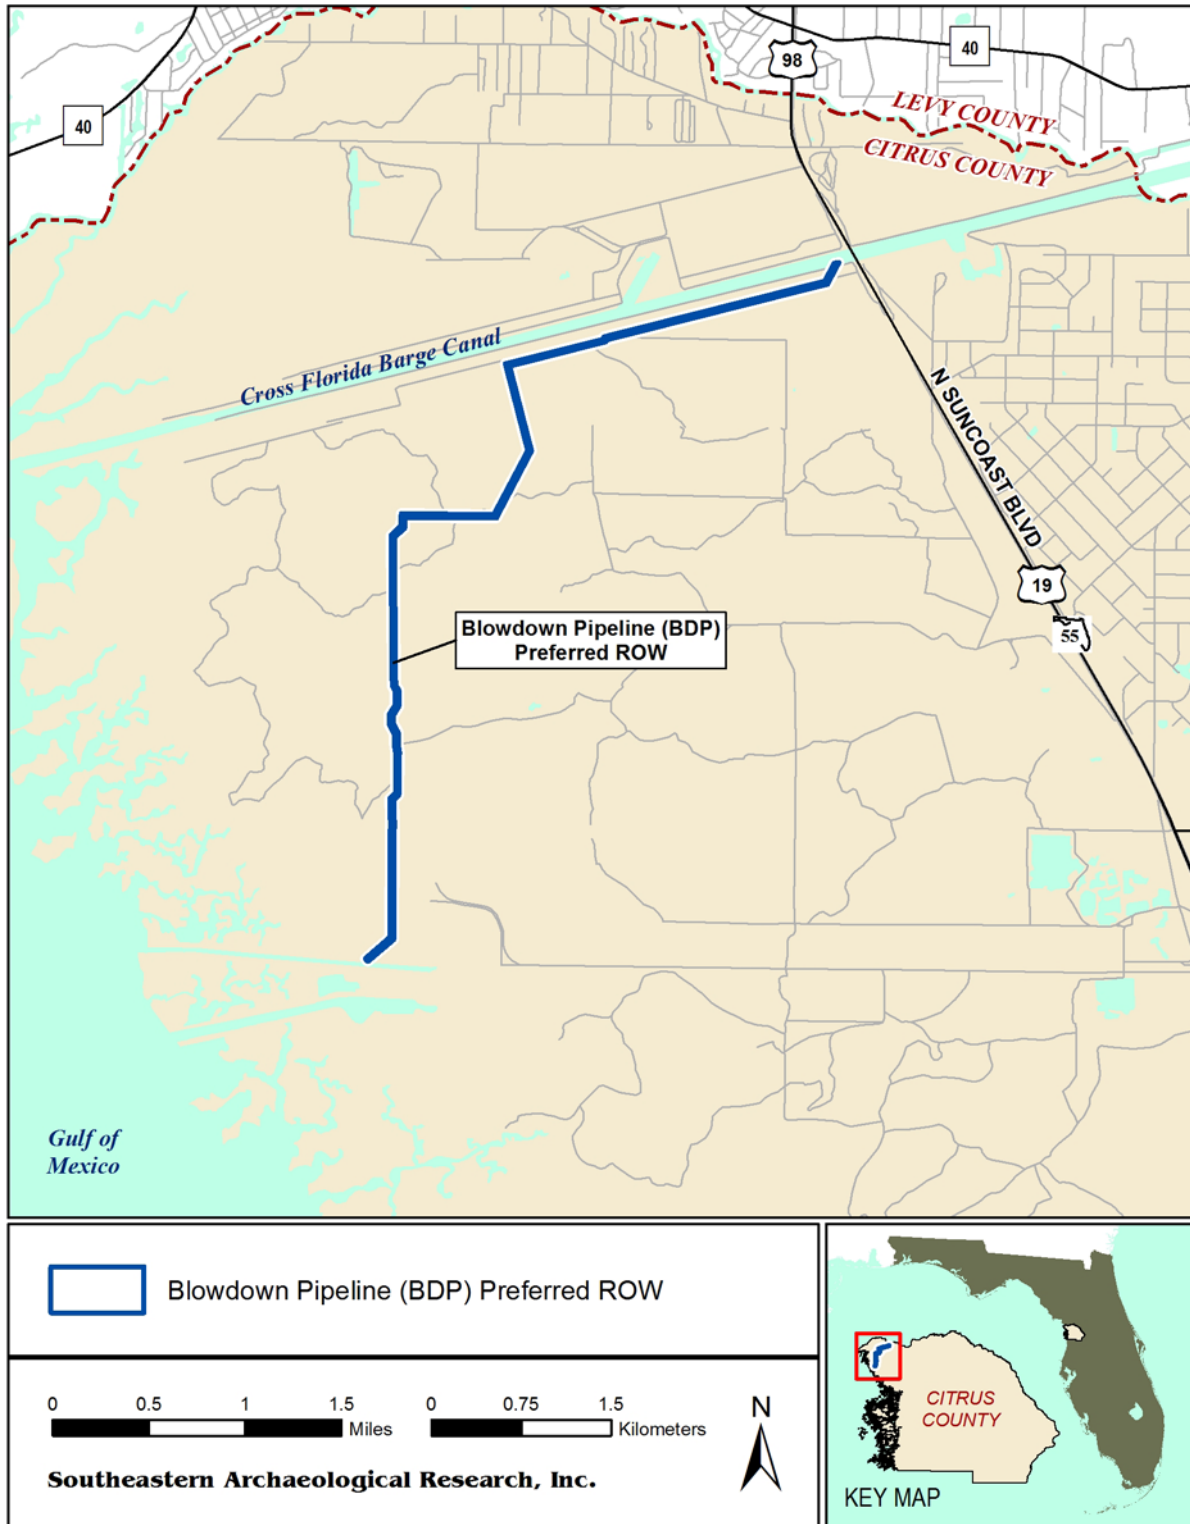 98
40
40
LEVY COUNTY
CITRUS COUNTY
Cross Florida Barge Canal
N SUNCOAST BLVD
19
55
Blowdown Pipeline (BDP)
Preferred ROW
Gulf of
Mexico
Blowdown Pipeline (BDP) Preferred ROW
0 0.5 1 1.5
Miles
0 0.75 1.5
Kilometers
N
Southeastern Archaeological Research, Inc.
CITRUS
COUNTY
KEY MAP